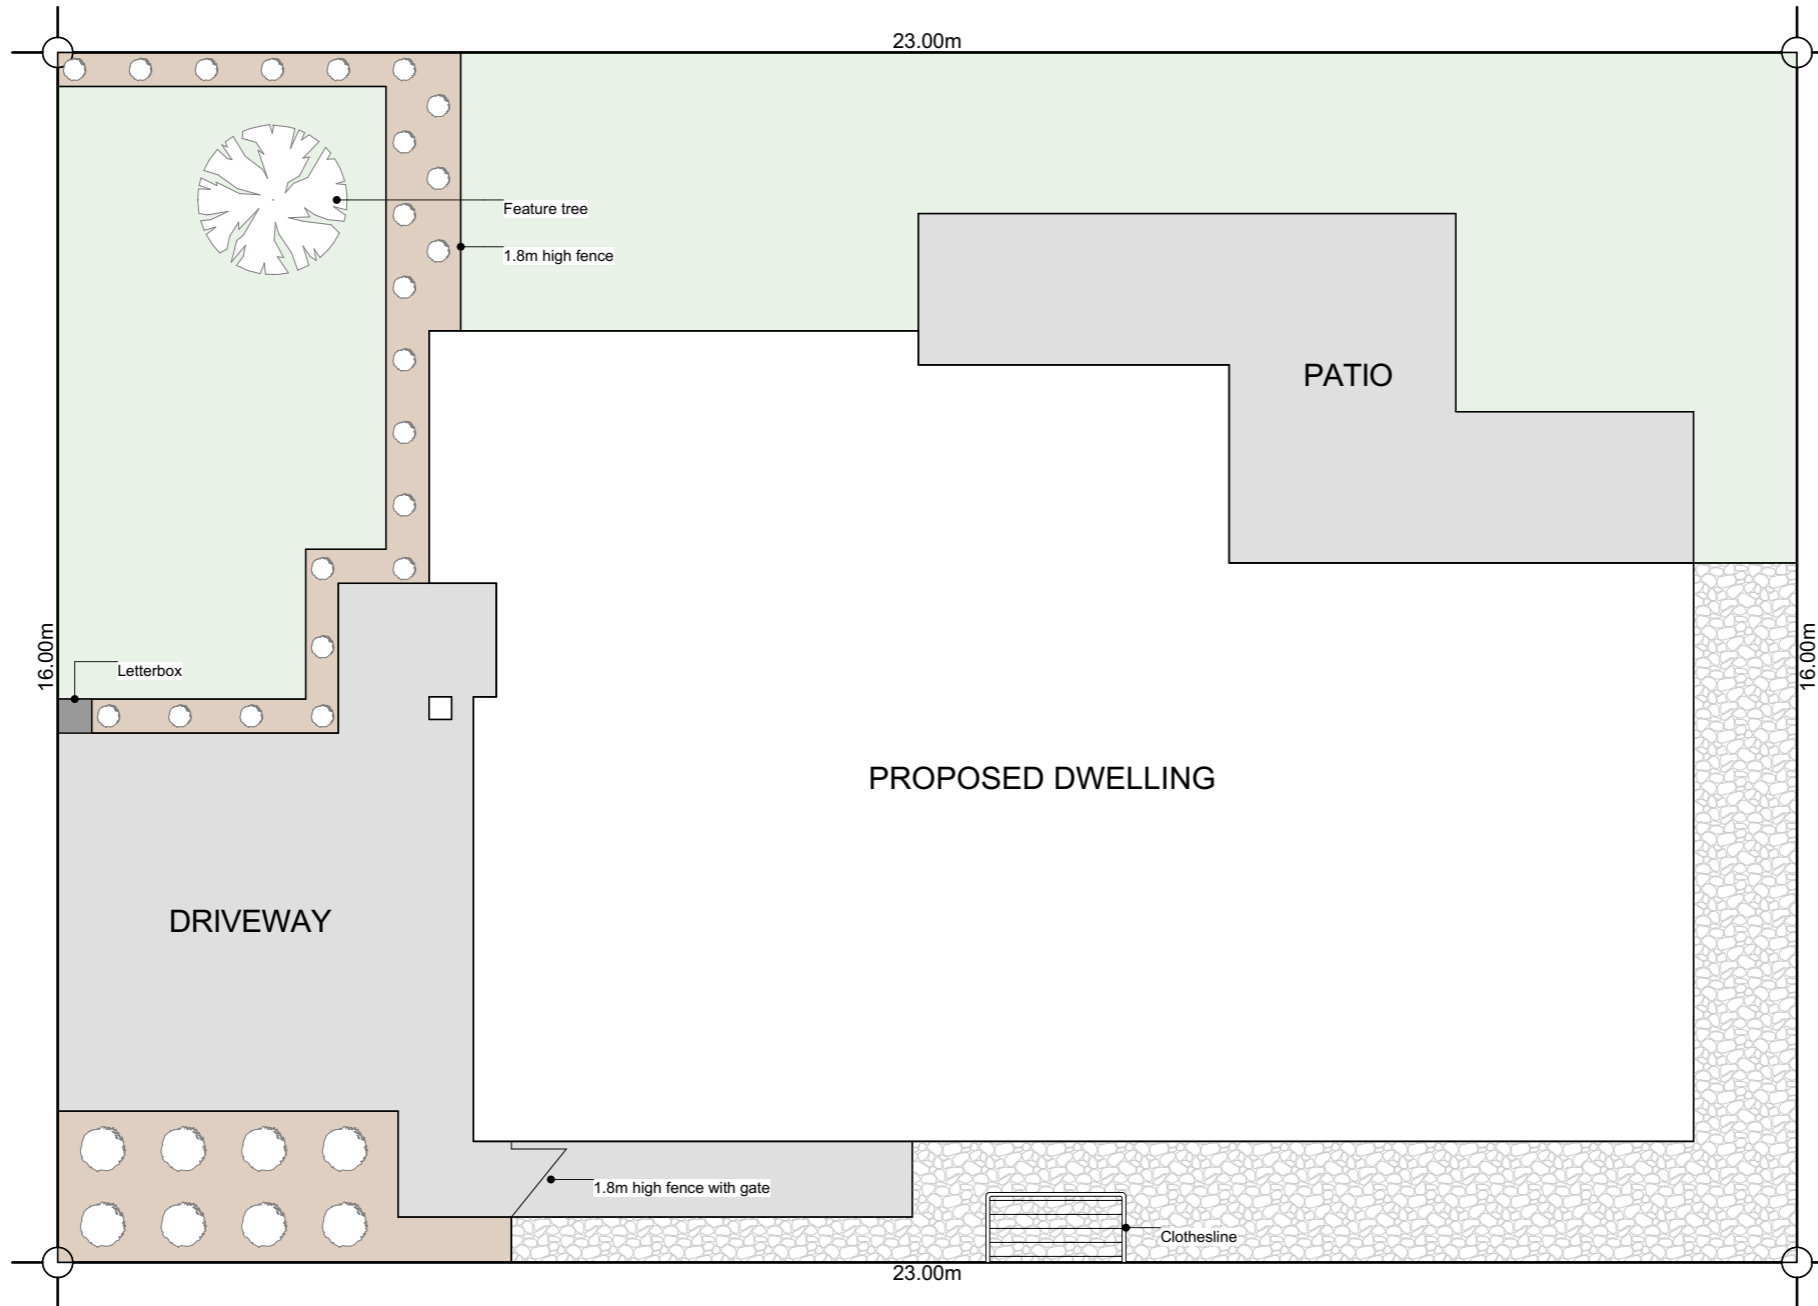 23.00m
Feature tree
1.8m high fence
PATIO
16.00m
16.00m
Letterbox
PROPOSED DWELLING
DRIVEWAY
1.8m high fence with gate
Clothesline
23.00m